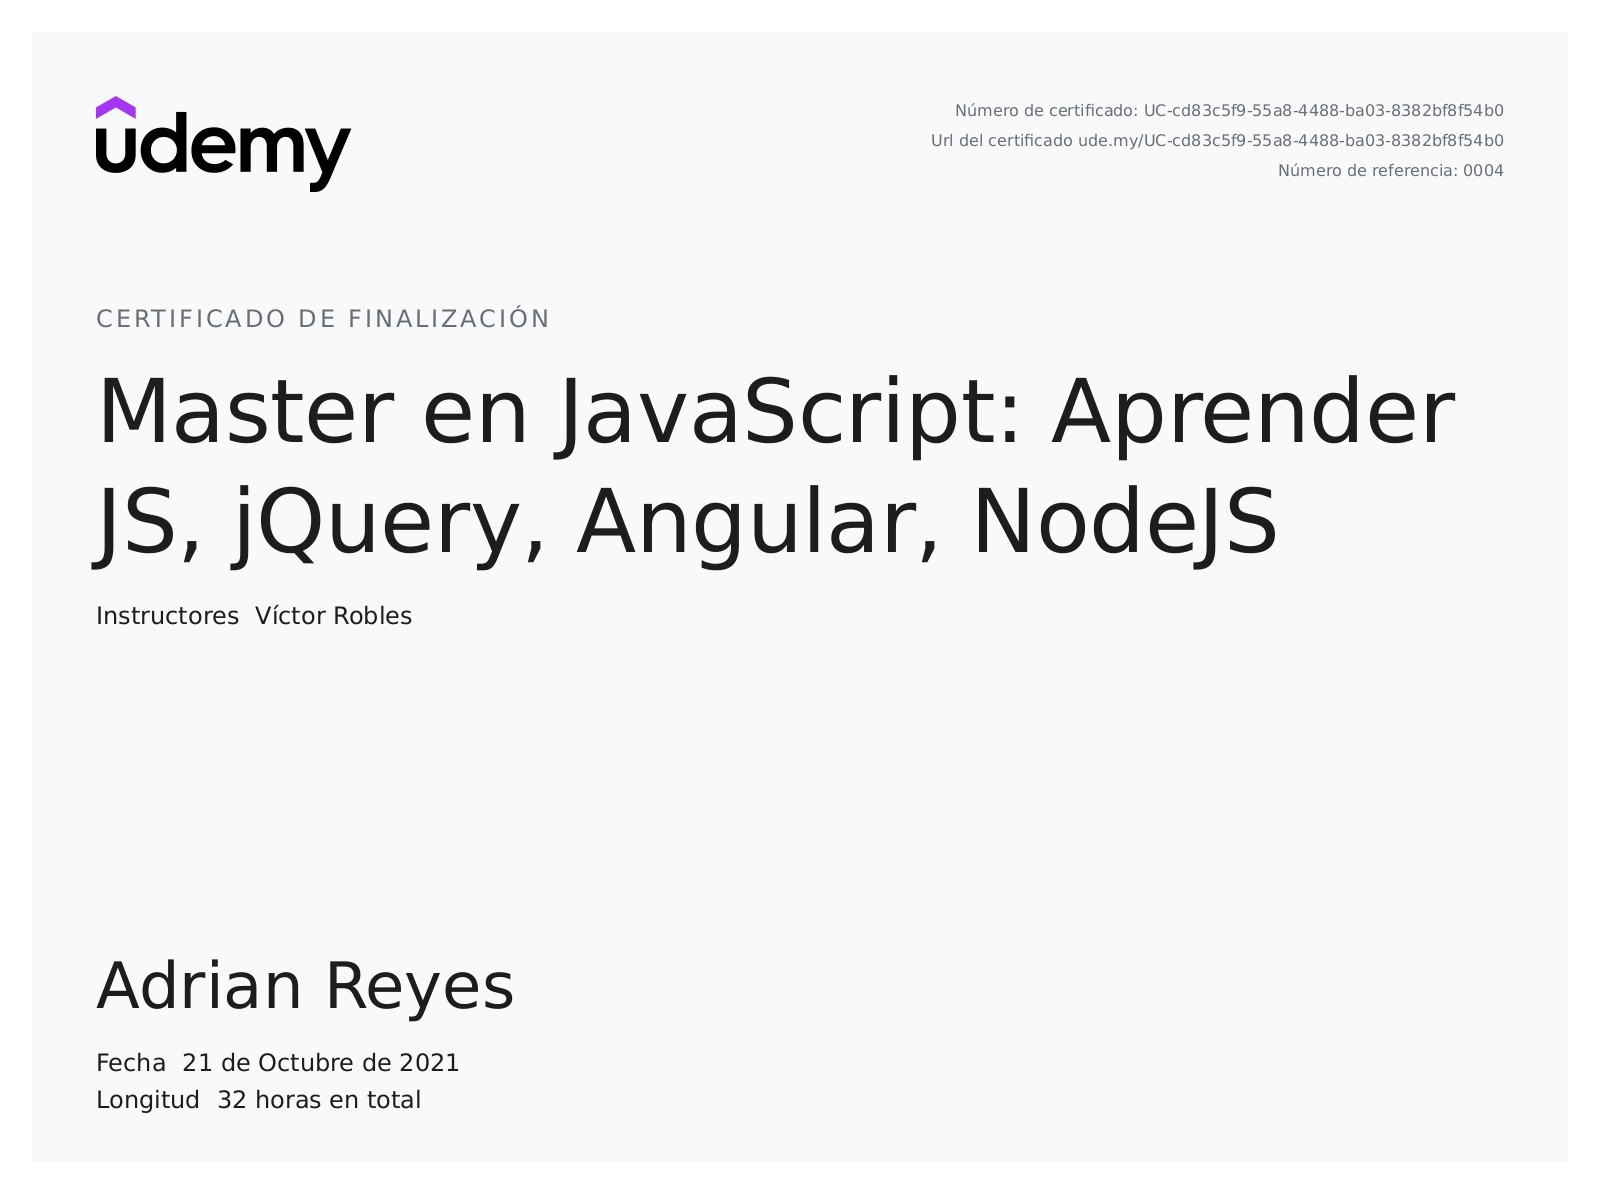 udemy
Número de certificado: UC-cd83c5f9-55a8-4488-ba03-8382bf8f54b0
Url del certificado ude.my/UC-cd83c5f9-55a8-4488-ba03-8382bf8f54b0
Número de referencia: 0004
CERTIFICADO DE FINALIZACIÓN
Master en JavaScript: Aprender
JS, jQuery, Angular, NodeJS
Instructores Víctor Robles
Adrian Reyes
Fecha 21 de Octubre de 2021
Longitud 32 horas en total